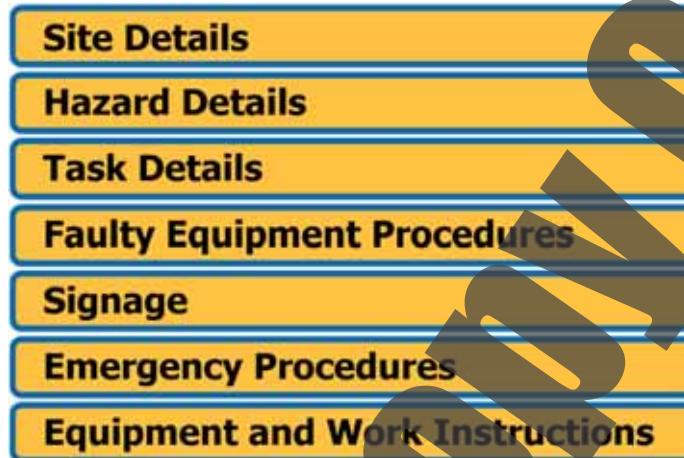 Site Details
Hazard Details
Task Details
Faulty Equipment Procedures
Signage
Emergency Procedures
Equipment and Work Instructions